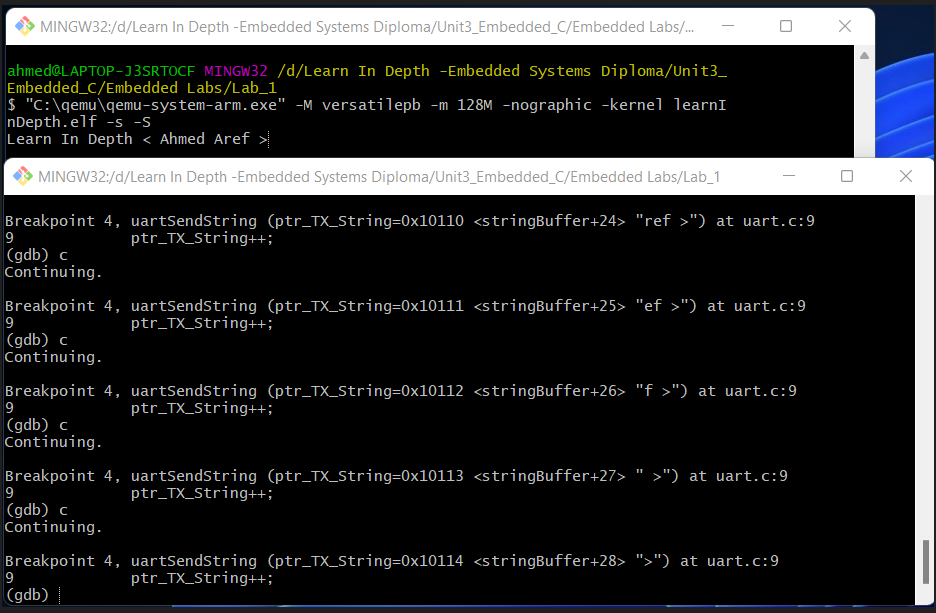 MINGW32:/d/Learn In Depth -Embedded Systems Diploma/Unit3_Embedded_C/Embedded Labs/...
ahmed@LAPTOP-J3SRTOCF MINGW32 /d/Learn In Depth -Embedded Systems Diploma/Unit3_
Embedded_C/Embedded Labs/Lab_1
$ "C:\qemu\qemu-system-arm.exe" -M versatilepb -m 128M -nographic -kernel learnI
nDepth.elf -s -S
Learn In Depth < Ahmed Aref >
MINGW32:/d/Learn In Depth -Embedded Systems Diploma/Unit3_Embedded_C/Embedded Labs/Lab_1
Breakpoint 4, uartSendString (ptr_TX_String=0x10110 <stringBuffer+24> "ref >") at uart.c:9
9             ptr_TX_String++;
(gdb) c
Continuing.
Breakpoint 4, uartSendString (ptr_TX_String=0x10111 <stringBuffer+25> "ef >") at uart.c:9
9             ptr_TX_String++;
(gdb) c
Continuing.
Breakpoint 4, uartSendString (ptr_TX_String=0x10112 <stringBuffer+26> "f >") at uart.c:9
9             ptr_TX_String++;
(gdb) c
Continuing.
Breakpoint 4, uartSendString (ptr_TX_String=0x10113 <stringBuffer+27> " >") at uart.c:9
9             ptr_TX_String++;
(gdb) c
Continuing.
Breakpoint 4, uartSendString (ptr_TX_String=0x10114 <stringBuffer+28> ">") at uart.c:9
9             ptr_TX_String++;
(gdb)